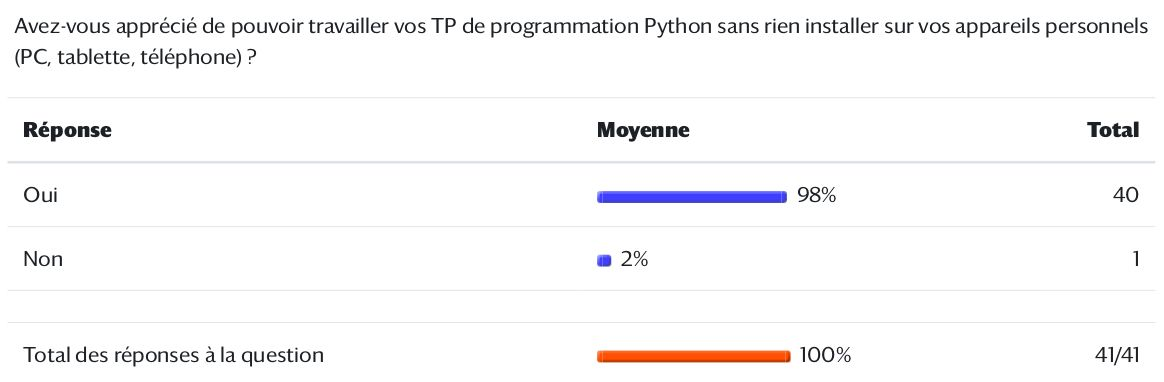 Avez-vous apprécié de pouvoir travailler vos TP de programmation Python sans rien installer sur vos appareils personnels
(PC, tablette, téléphone) ?
Réponse Moyenne Total
Oui 98% 40
Non 2% 1
Total des réponses à la question 100% 41/41